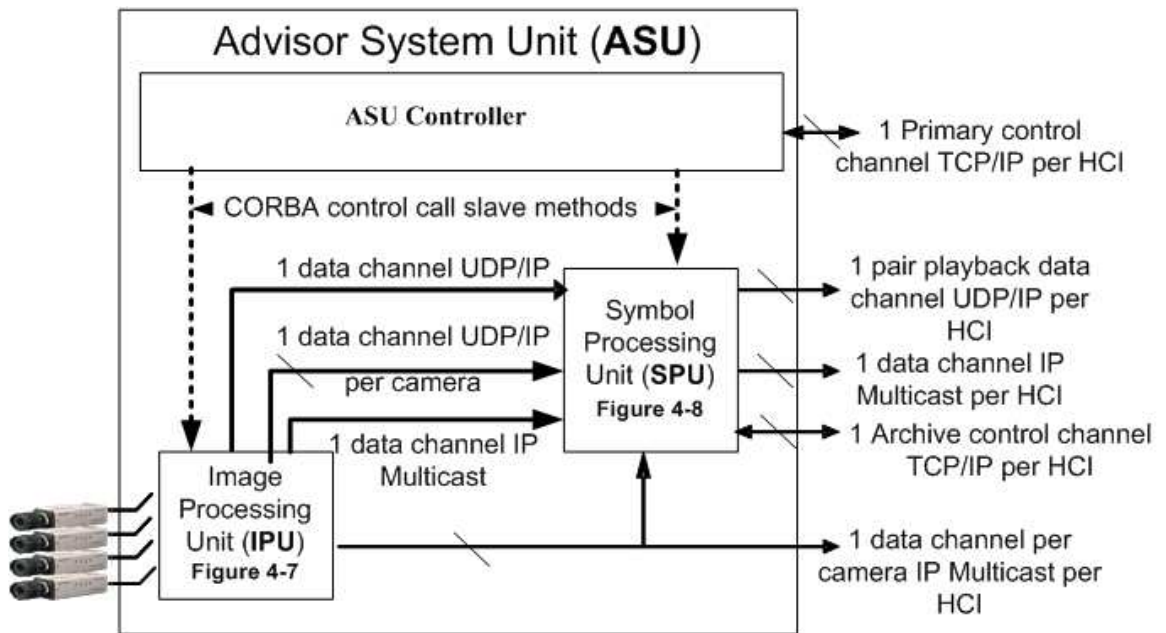 Advisor System Unit (ASU)
ASU Controller
1 Primary control
channel TCP/IP per HCI
CORBA control call slave methods
1 data channel UDP/IP
1 data channel UDP/IP
per camera
1 data channel IP
Multicast
Symbol
Processing
Unit (SPU)
Figure 4-8
1 pair playback data
channel UDP/IP per
HCI
1 data channel IP
Multicast per HCI
1 Archive control channel
TCP/IP per HCI
Image
Processing
Unit (IPU)
Figure 4-7
1 data channel per
camera IP Multicast per
HCI